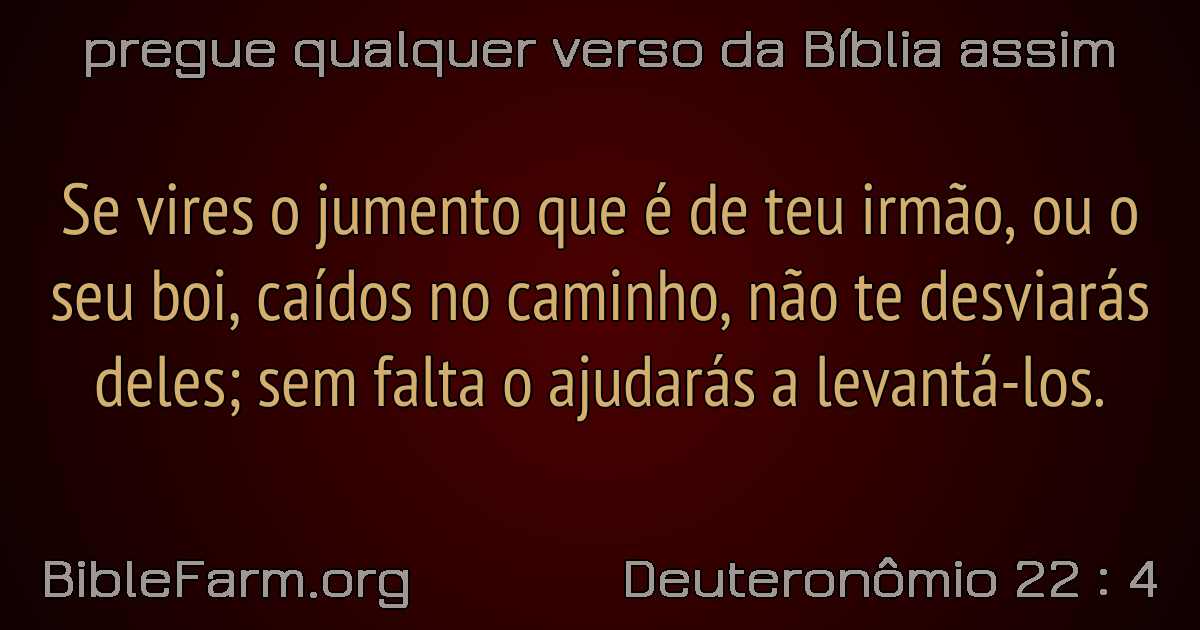 pregue qualquer verso da Bíblia assim
Se vires o jumento que é de teu irmão, ou o
seu boi, caídos no caminho, não te desviarás
deles; sem falta o ajudarás a levantá-los.
BibleFarm.org
Deuteronômio 22 : 4